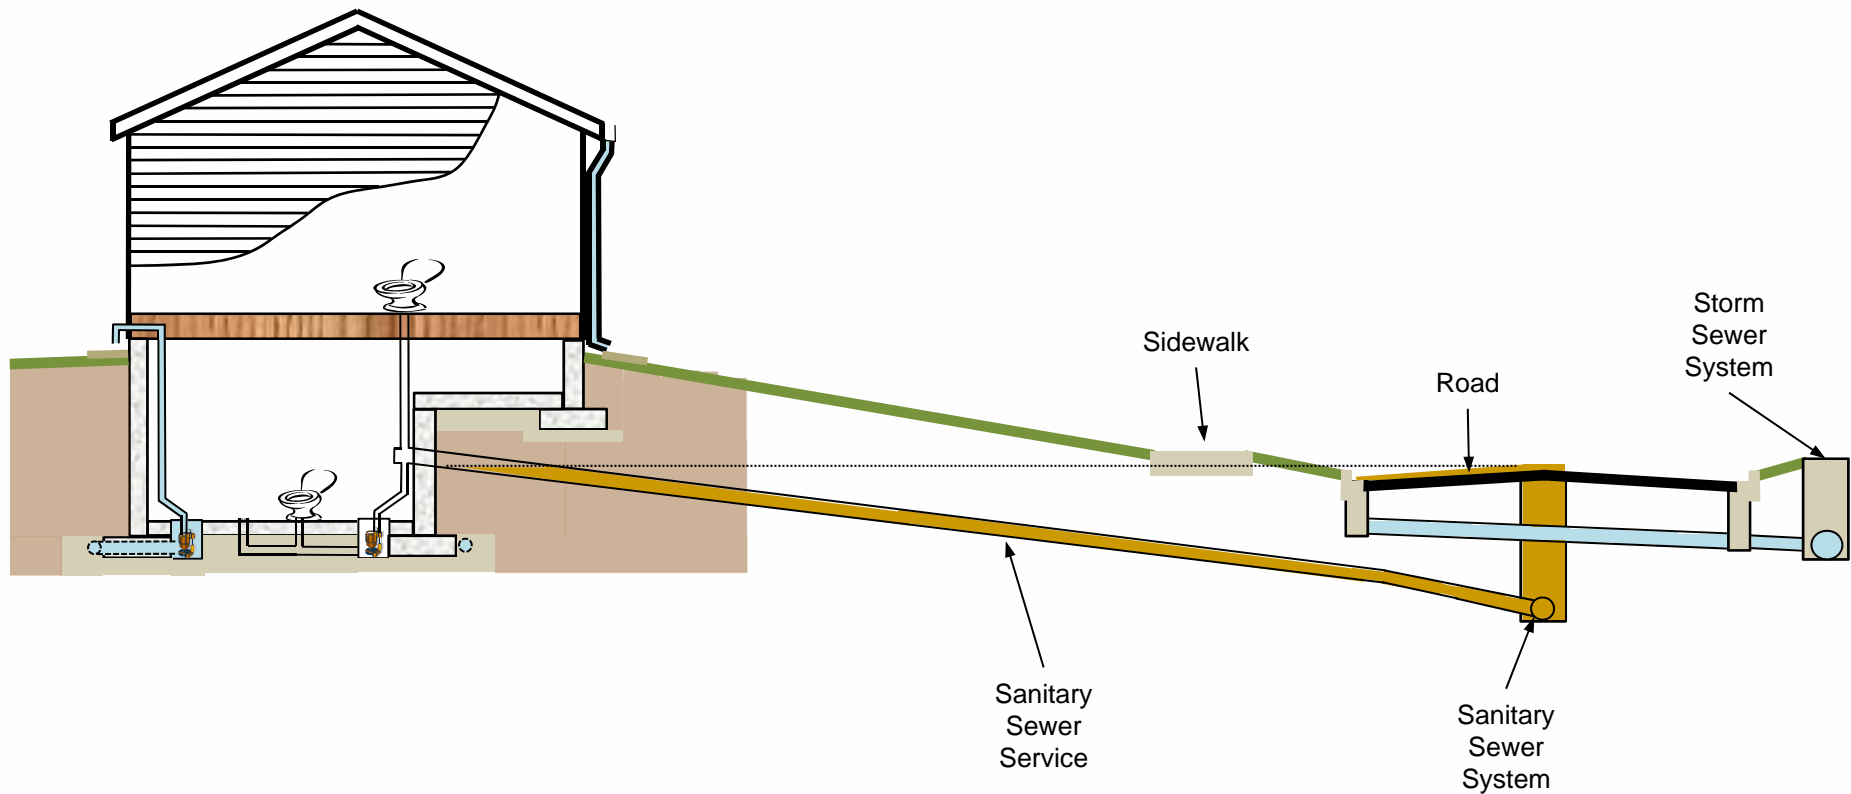 Sidewalk
Road
Storm
Sewer
System
Sanitary
Sewer
Service
Sanitary
Sewer
System